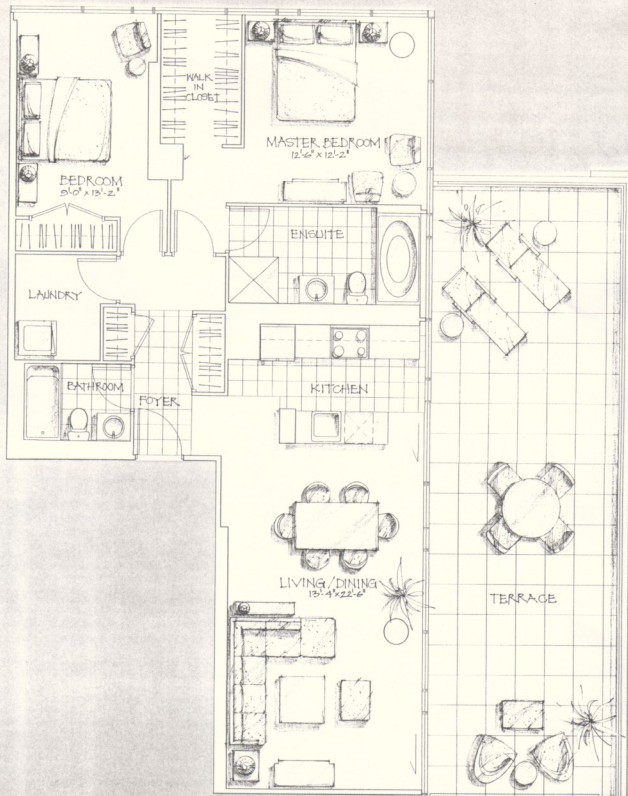 WALK
IN
CLOSET
MASTER BEDROOM
12'-6" x 12'-2"
BEDROOM
9'-0" x 13'-2"
ENSUITE
LAUNDRY
BATHROOM
KITCHEN
FOYER
LIVING/DINING
13'-4" x 22'-6"
TERRACE